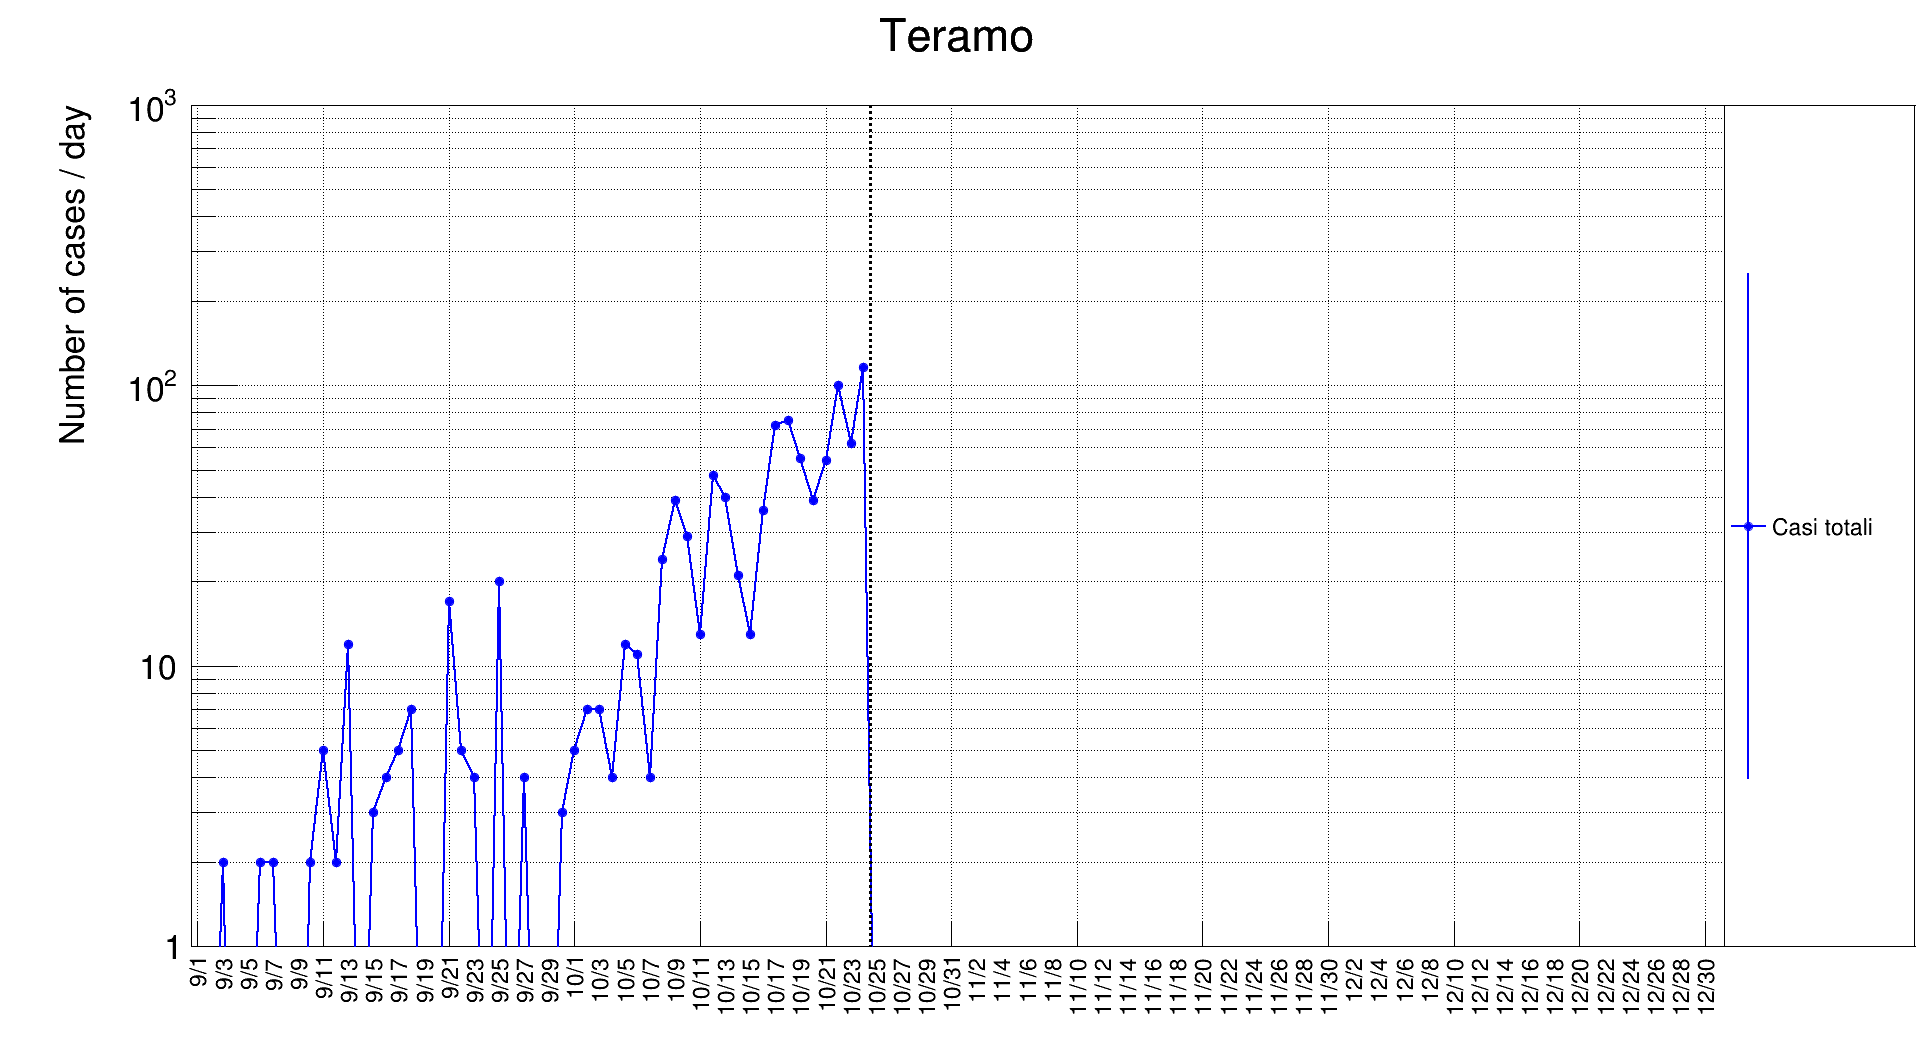 Teramo
Number of cases / day
10³
10²
10
1
9/1 9/3 9/5 9/7 9/9 9/11 9/13 9/15 9/17 9/19 9/21 9/23 9/25 9/27 9/29 10/1 10/3 10/5 10/7 10/9 10/11 10/13 10/15 10/17 10/19 10/21 10/23 10/25 10/27 10/29 10/31 11/2 11/4 11/6 11/8 11/10 11/12 11/14 11/16 11/18 11/20 11/22 11/24 11/26 11/28 11/30 12/2 12/4 12/6 12/8 12/10 12/12 12/14 12/16 12/18 12/20 12/22 12/24 12/26 12/28 12/30
Casi totali